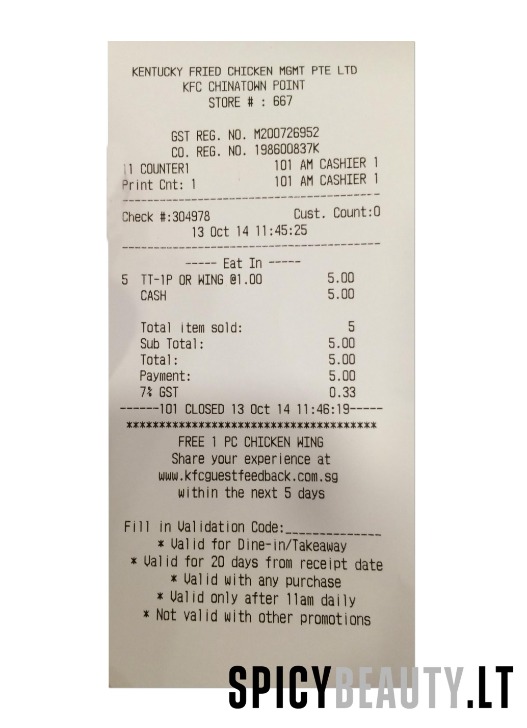 KENTUCKY FRIED CHICKEN MGMT PTE LTD
KFC CHINATOWN POINT
STORE # : 667
GST REG. NO. M200726952
CO. REG. NO. 198600837K
11 COUNTER1 101 AM CASHIER 1
Print Cnt: 1 101 AM CASHIER 1
Check #:304978 Cust. Count:0
13 Oct 14 11:45:25
----- Eat In -----
5 TT-1P OR WING @1.00 5.00
CASH 5.00
Total item sold: 5
Sub Total: 5.00
Total: 5.00
Payment: 5.00
7% GST 0.33
------101 CLOSED 13 Oct 14 11:46:19-----
**************************************
FREE 1 PC CHICKEN WING
Share your experience at
www.kfcguestfeedback.com.sg
within the next 5 days
Fill in Validation Code:______________
* Valid for Dine-in/Takeaway
* Valid for 20 days from receipt date
* Valid with any purchase
* Valid only after 11am daily
* Not valid with other promotions
SPICYBEAUTY.LT